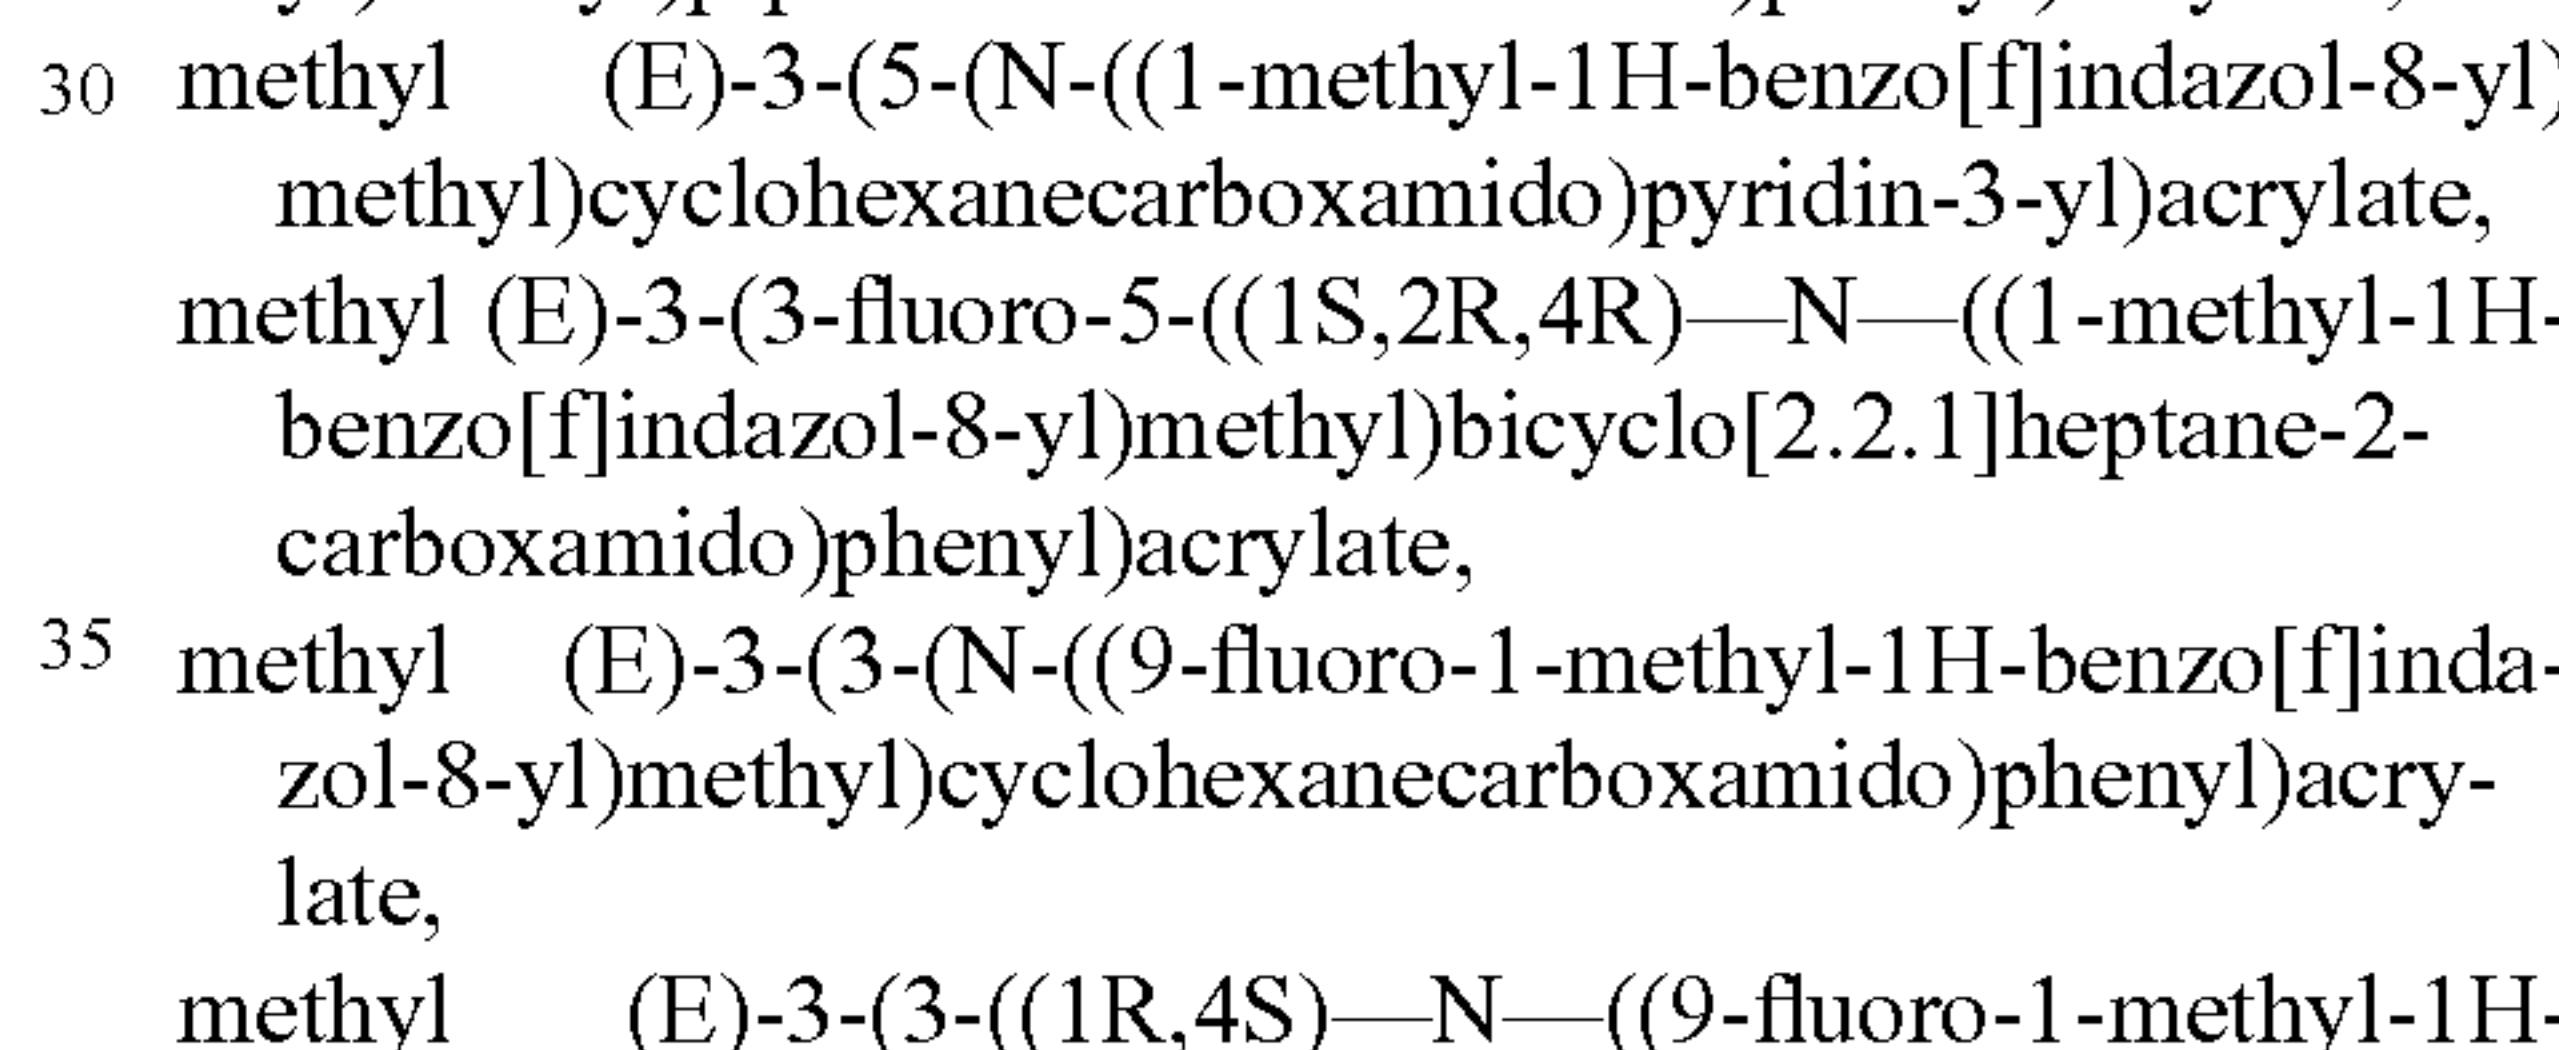 30 methyl (E)-3-(5-(N-((1-methyl-1H-benzo[f]indazol-8-yl)
methyl)cyclohexanecarboxamido)pyridin-3-yl)acrylate,
methyl (E)-3-(3-fluoro-5-((1S,2R,4R)—N—((1-methyl-1H-
benzo[f]indazol-8-yl)methyl)bicyclo[2.2.1]heptane-2-
carboxamido)phenyl)acrylate,
35 methyl (E)-3-(3-(N-((9-fluoro-1-methyl-1H-benzo[f]inda-
zol-8-yl)methyl)cyclohexanecarboxamido)phenyl)acry-
late,
methyl (E)-3-(3-((1R,4S)—N—((9-fluoro-1-methyl-1H-